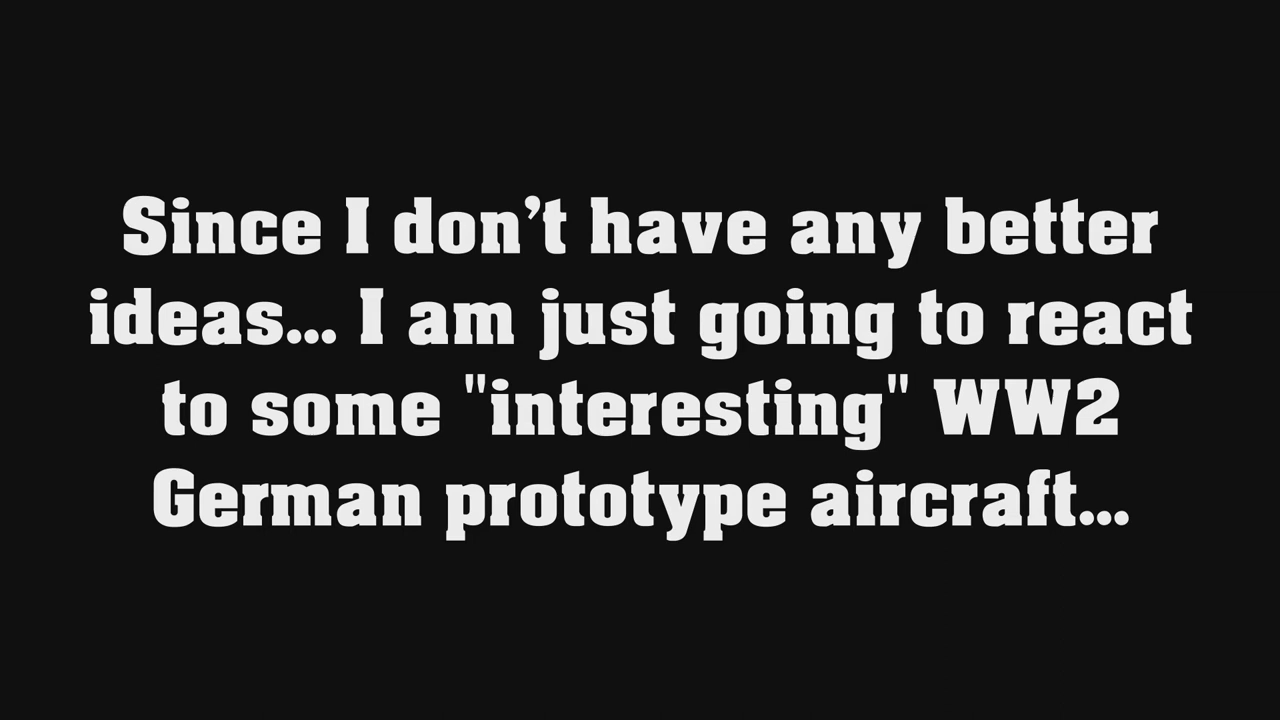 Since I don’t have any better
ideas... I am just going to react
to some "interesting" WW2
German prototype aircraft...